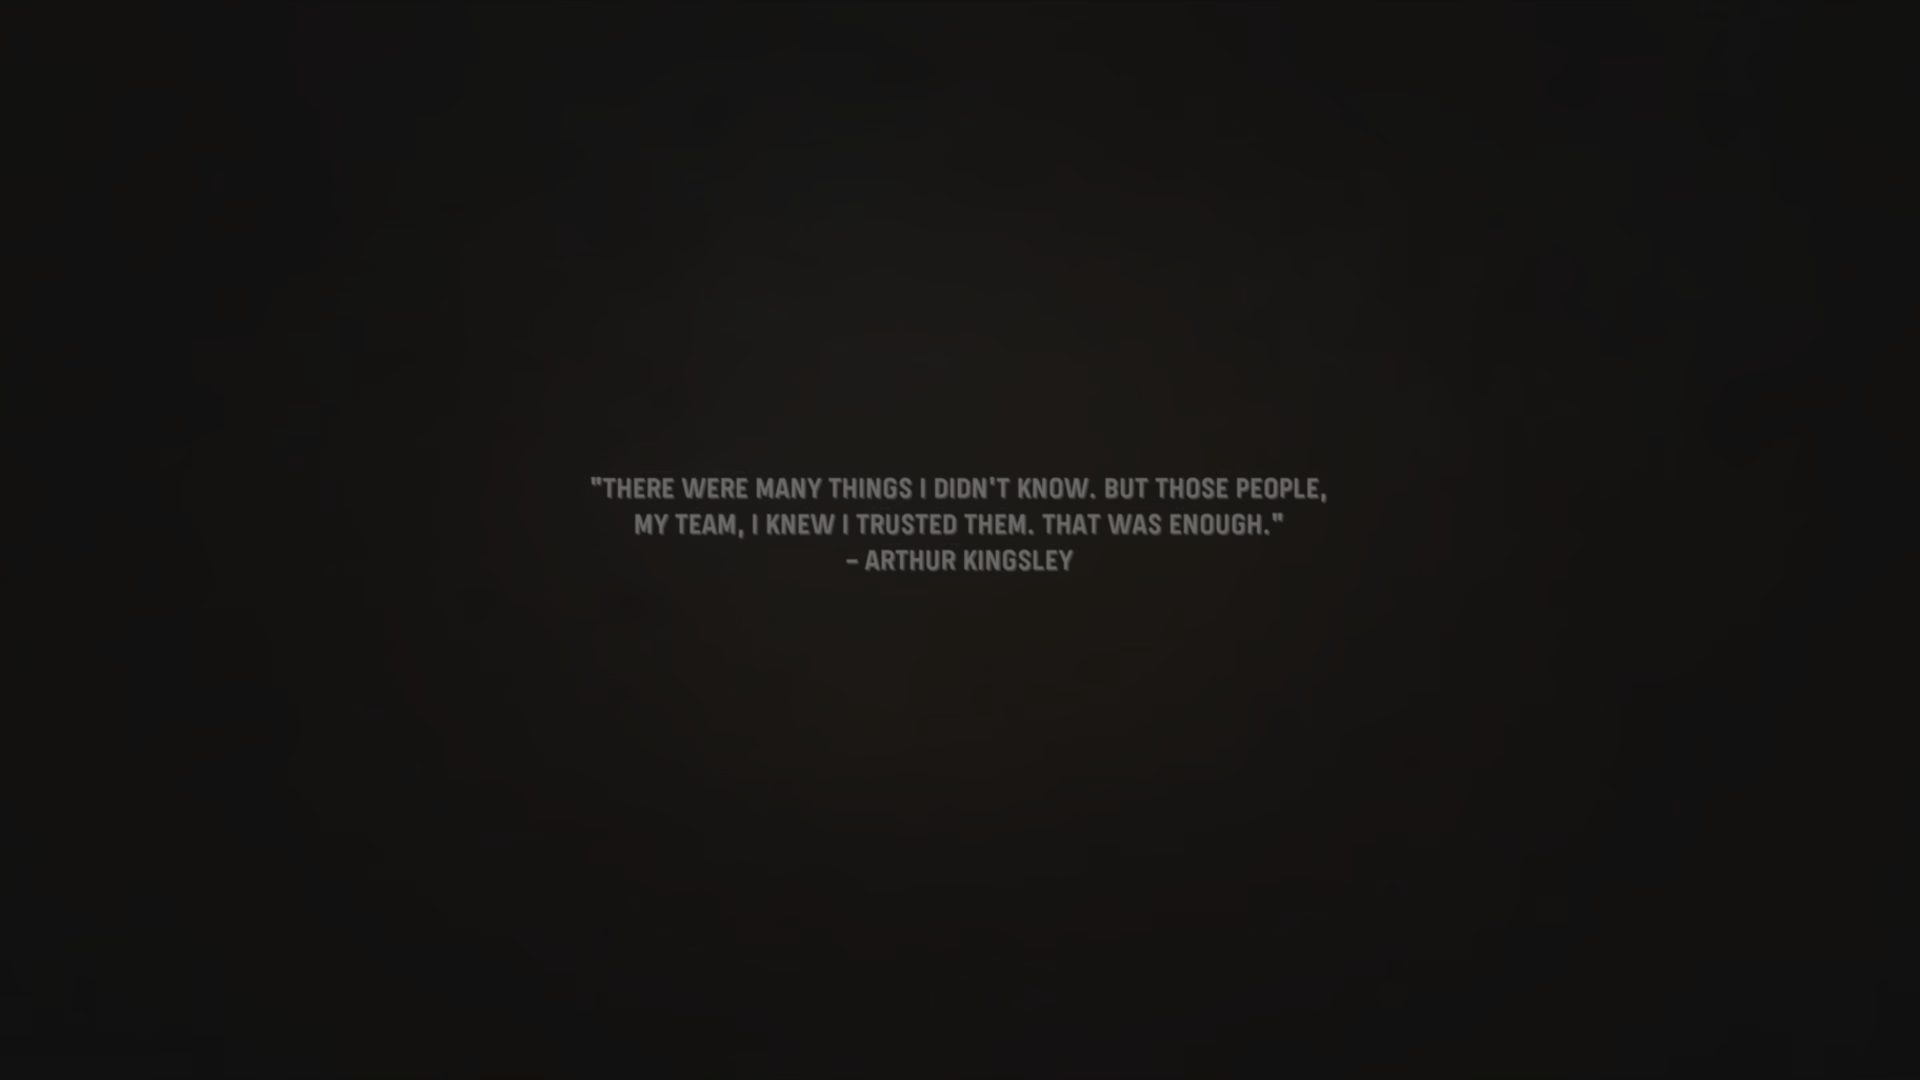 "THERE WERE MANY THINGS I DIDN'T KNOW. BUT THOSE PEOPLE,
MY TEAM, I KNEW I TRUSTED THEM. THAT WAS ENOUGH."
– ARTHUR KINGSLEY